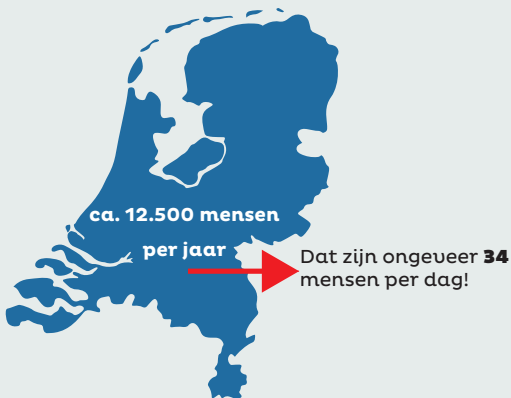 ca. 12.500 mensen
per jaar
Dat zijn ongeveer 34
mensen per dag!